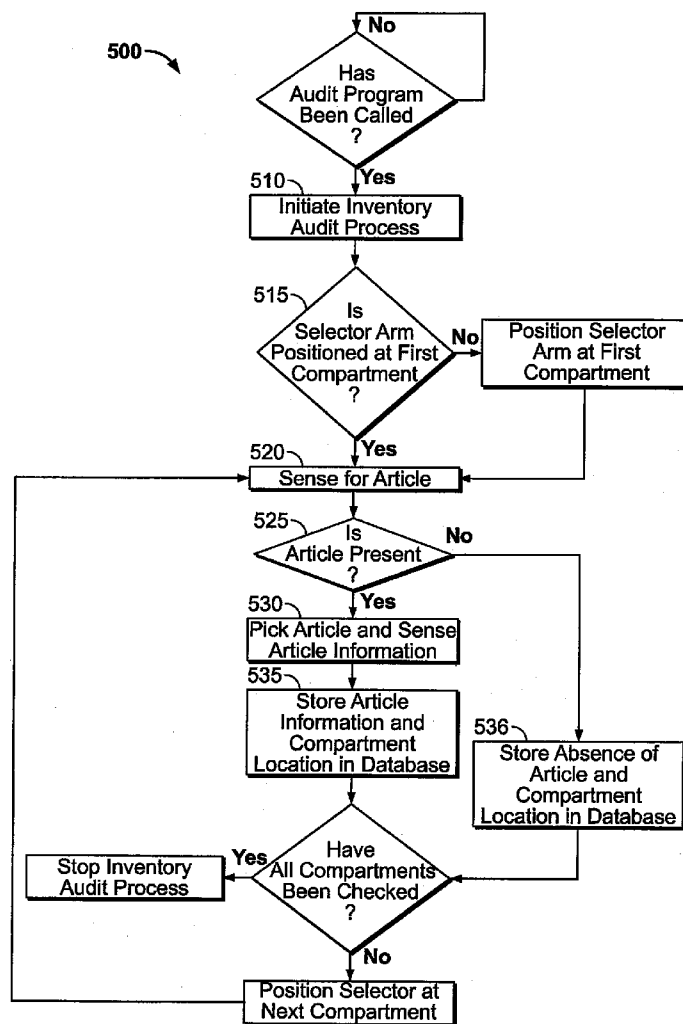 No
500
Has
Audit Program
Been Called
?
Yes
510
Initiate Inventory
Audit Process
515
Is
Selector Arm
Positioned at First
Compartment
?
No
Position Selector
Arm at First
Compartment
Yes
520
Sense for Article
525
Is
Article Present
?
No
Yes
530
Pick Article and Sense
Article Information
535
Store Article
Information and
Compartment
Location in Database
536
Store Absence of
Article and
Compartment
Location in Database
Have
All Compartments
Been Checked
?
Yes
Stop Inventory
Audit Process
No
Position Selector at
Next Compartment